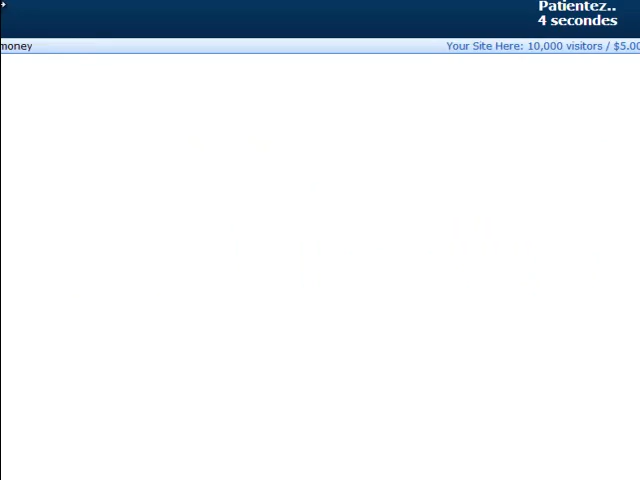 Patientez..
4 secondes
money
Your Site Here: 10,000 visitors / $5.00